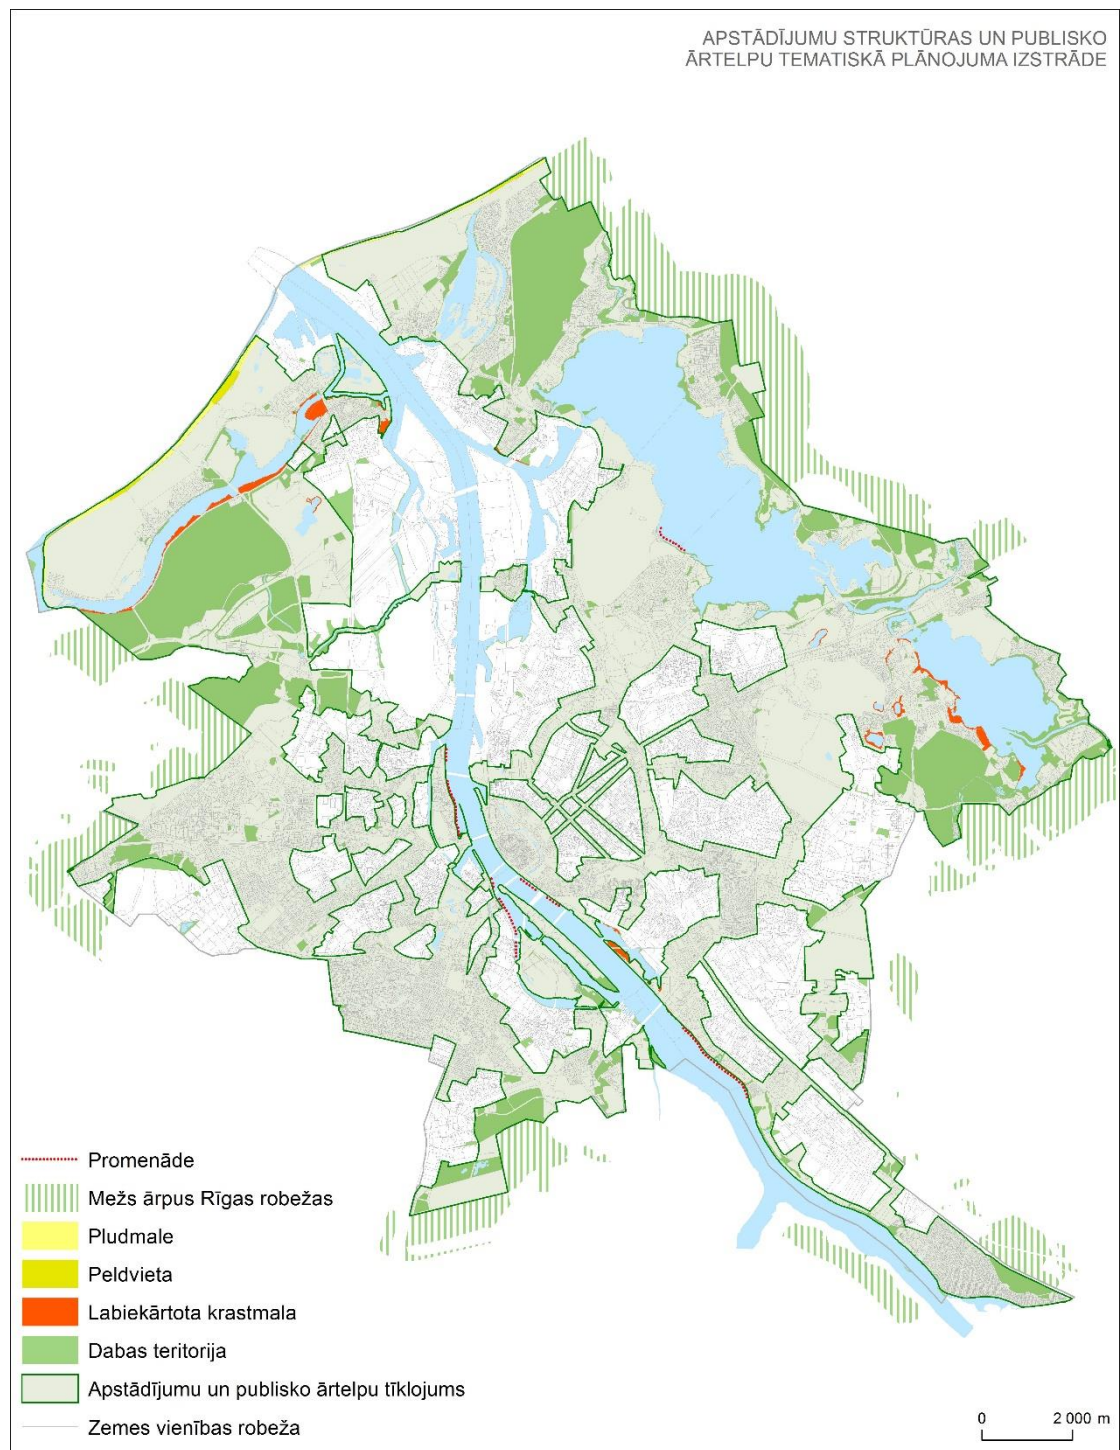 APSTĀDĪJUMU STRUKTŪRAS UN PUBLISKO
ĀRTELPU TEMATISKĀ PLĀNOJUMA IZSTRĀDE
Promenāde
Mežs ārpus Rīgas robežas
Pludmale
Peldvieta
Labiekārtota krastmala
Dabas teritorija
Apstādījumu un publisko ārtelpu tīklojums
Zemes vienības robeža
0 2 000 m